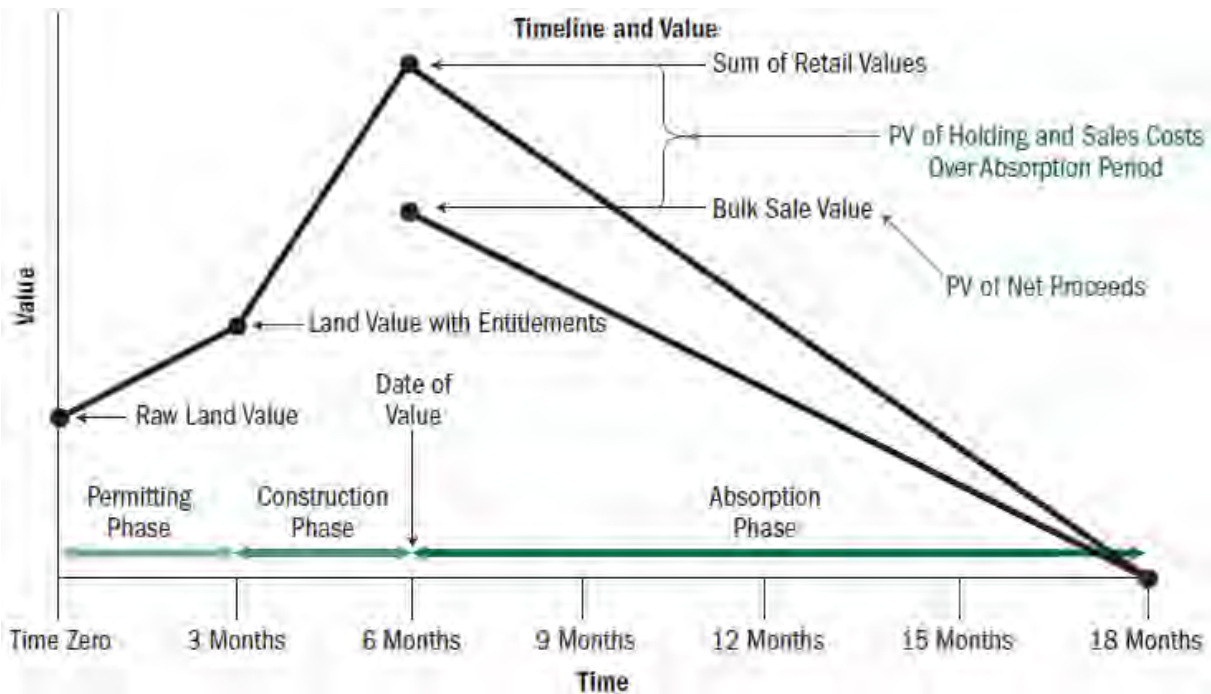 Timeline and Value
Sum of Retail Values
PV of Holding and Sales Costs
Over Absorption Period
Bulk Sale Value
PV of Net Proceeds
Value
Land Value with Entitlements
Date of
Value
Raw Land Value
Permitting
Phase
Construction
Phase
Absorption
Phase
Time Zero
3 Months
6 Months
9 Months
12 Months
15 Months
18 Months
Time